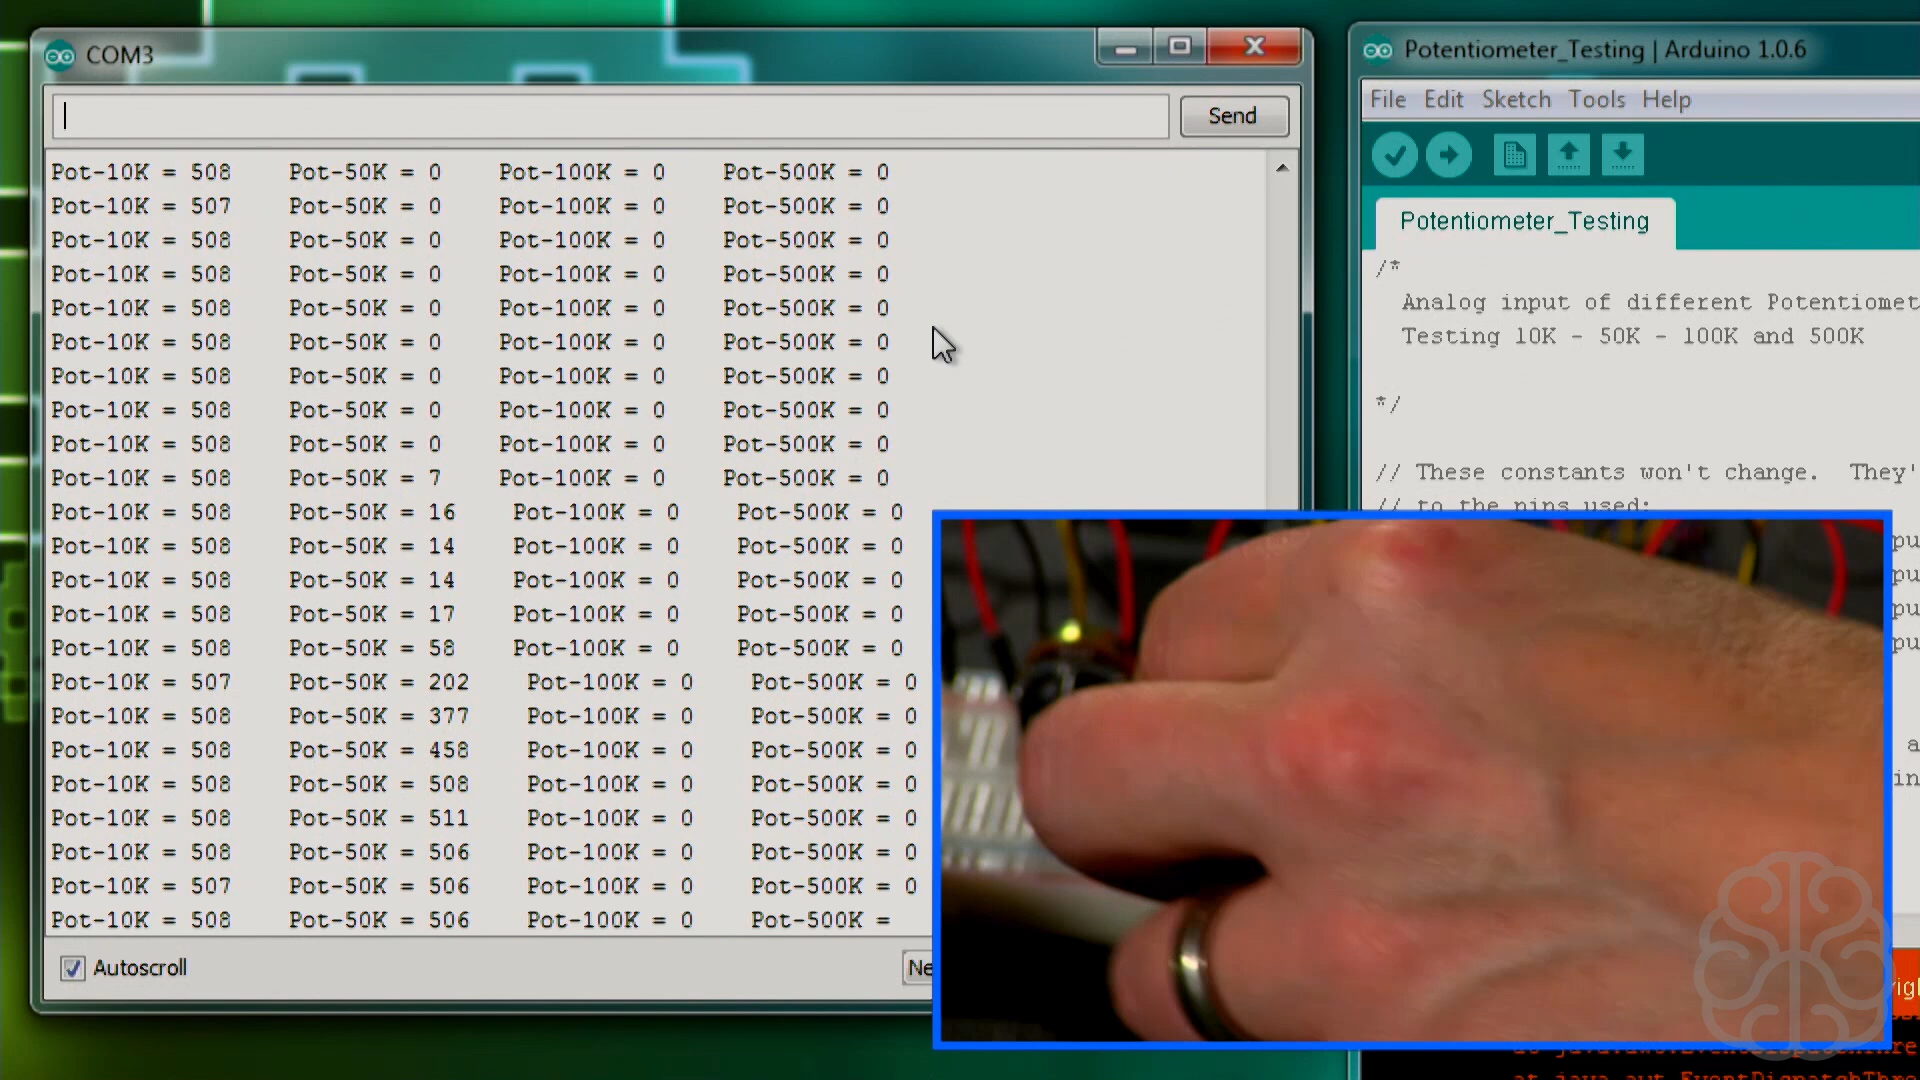 COM3
Send
Pot-10K = 508 Pot-50K = 0 Pot-100K = 0 Pot-500K = 0
Pot-10K = 507 Pot-50K = 0 Pot-100K = 0 Pot-500K = 0
Pot-10K = 508 Pot-50K = 0 Pot-100K = 0 Pot-500K = 0
Pot-10K = 508 Pot-50K = 0 Pot-100K = 0 Pot-500K = 0
Pot-10K = 508 Pot-50K = 0 Pot-100K = 0 Pot-500K = 0
Pot-10K = 508 Pot-50K = 0 Pot-100K = 0 Pot-500K = 0
Pot-10K = 508 Pot-50K = 0 Pot-100K = 0 Pot-500K = 0
Pot-10K = 508 Pot-50K = 0 Pot-100K = 0 Pot-500K = 0
Pot-10K = 508 Pot-50K = 0 Pot-100K = 0 Pot-500K = 0
Pot-10K = 508 Pot-50K = 7 Pot-100K = 0 Pot-500K = 0
Pot-10K = 508 Pot-50K = 16 Pot-100K = 0 Pot-500K = 0
Pot-10K = 508 Pot-50K = 14 Pot-100K = 0 Pot-500K = 0
Pot-10K = 508 Pot-50K = 14 Pot-100K = 0 Pot-500K = 0
Pot-10K = 508 Pot-50K = 17 Pot-100K = 0 Pot-500K = 0
Pot-10K = 508 Pot-50K = 58 Pot-100K = 0 Pot-500K = 0
Pot-10K = 507 Pot-50K = 202 Pot-100K = 0 Pot-500K = 0
Pot-10K = 508 Pot-50K = 377 Pot-100K = 0 Pot-500K = 0
Pot-10K = 508 Pot-50K = 458 Pot-100K = 0 Pot-500K = 0
Pot-10K = 508 Pot-50K = 508 Pot-100K = 0 Pot-500K = 0
Pot-10K = 508 Pot-50K = 511 Pot-100K = 0 Pot-500K = 0
Pot-10K = 508 Pot-50K = 506 Pot-100K = 0 Pot-500K = 0
Pot-10K = 507 Pot-50K = 506 Pot-100K = 0 Pot-500K = 0
Pot-10K = 508 Pot-50K = 506 Pot-100K = 0 Pot-500K =
Autoscroll
Ne
Potentiometer_Testing | Arduino 1.0.6
File Edit Sketch Tools Help
Potentiometer_Testing
/*
Analog input of different Potentiomet
Testing 10K - 50K - 100K and 500K
*/
// These constants won't change. They'
// to the pins used:
pu
pu
pu
pu
a
in